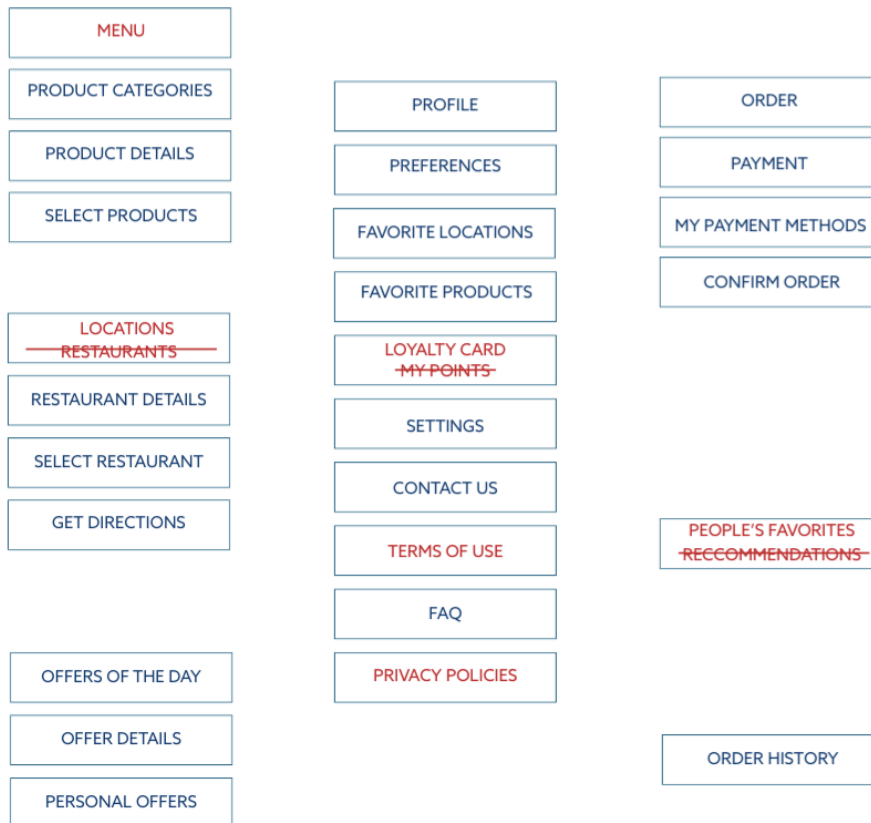 MENU
PRODUCT CATEGORIES
PRODUCT DETAILS
SELECT PRODUCTS
LOCATIONS
RESTAURANTS
RESTAURANT DETAILS
SELECT RESTAURANT
GET DIRECTIONS
OFFERS OF THE DAY
OFFER DETAILS
PERSONAL OFFERS
PROFILE
PREFERENCES
FAVORITE LOCATIONS
FAVORITE PRODUCTS
LOYALTY CARD
MY POINTS
SETTINGS
CONTACT US
TERMS OF USE
FAQ
PRIVACY POLICIES
ORDER
PAYMENT
MY PAYMENT METHODS
CONFIRM ORDER
PEOPLE'S FAVORITES
RECCOMMENDATIONS
ORDER HISTORY